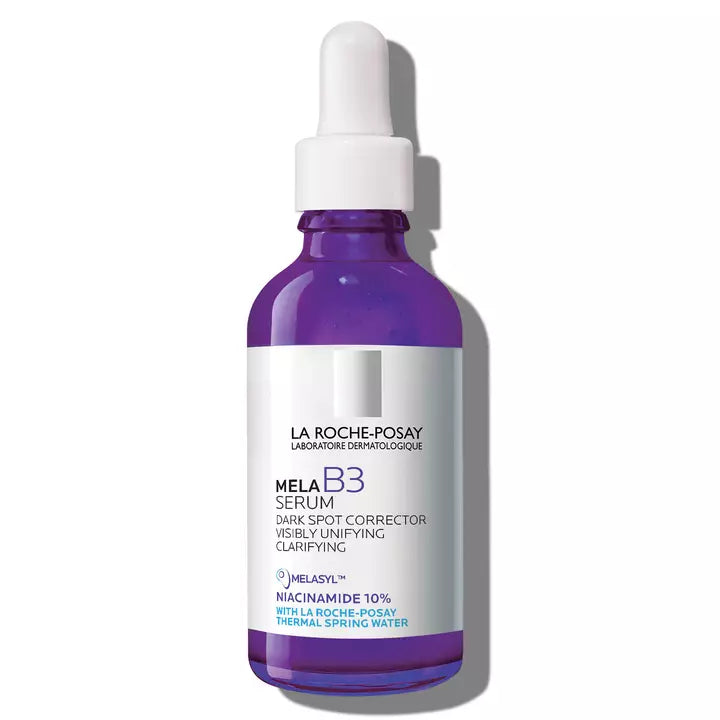 LA ROCHE-POSAY
LABORATOIRE DERMATOLOGIQUE
MELA B3
SERUM
DARK SPOT CORRECTOR
VISIBLY UNIFYING
CLARIFYING
MELASYL™
NIACINAMIDE 10%
WITH LA ROCHE-POSAY
THERMAL SPRING WATER